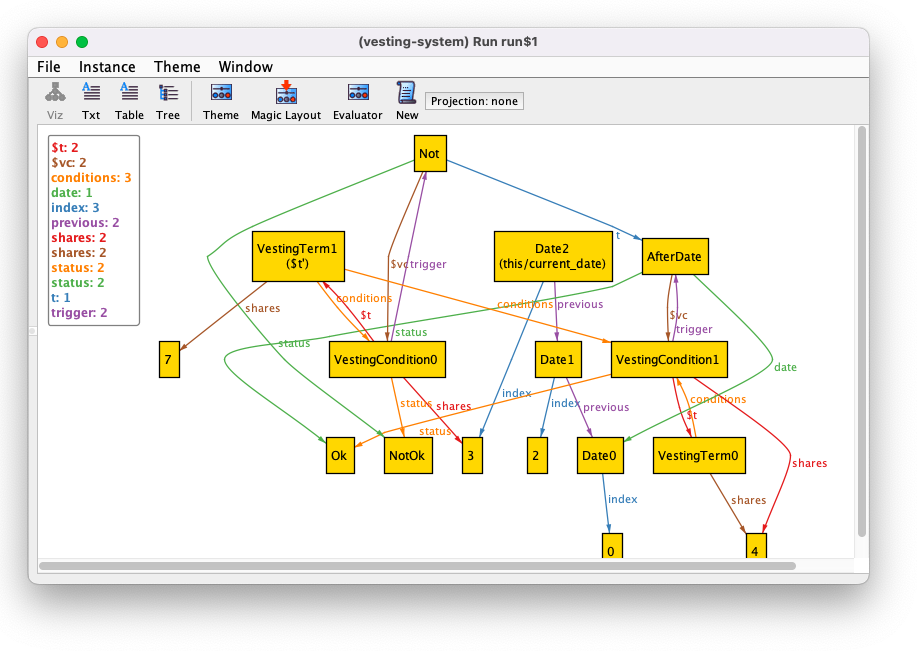 (vesting-system) Run run$1
File Instance Theme Window
Viz Txt Table Tree Theme Magic Layout Evaluator New Projection: none
$t: 2
$vc: 2
conditions: 3
date: 1
index: 3
previous: 2
shares: 2
shares: 2
status: 2
status: 2
t: 1
trigger: 2
Not
t
VestingTerm1
($t')
Date2
(this/current_date)
AfterDate
$vc trigger
conditions
$t
shares
conditions
previous
$vc
trigger
status
status
7
VestingCondition0
Date1
VestingCondition1
date
status
shares
index
index
previous
conditions
$t
status
Ok
NotOk
3
2
Date0
VestingTerm0
shares
index
shares
0
4